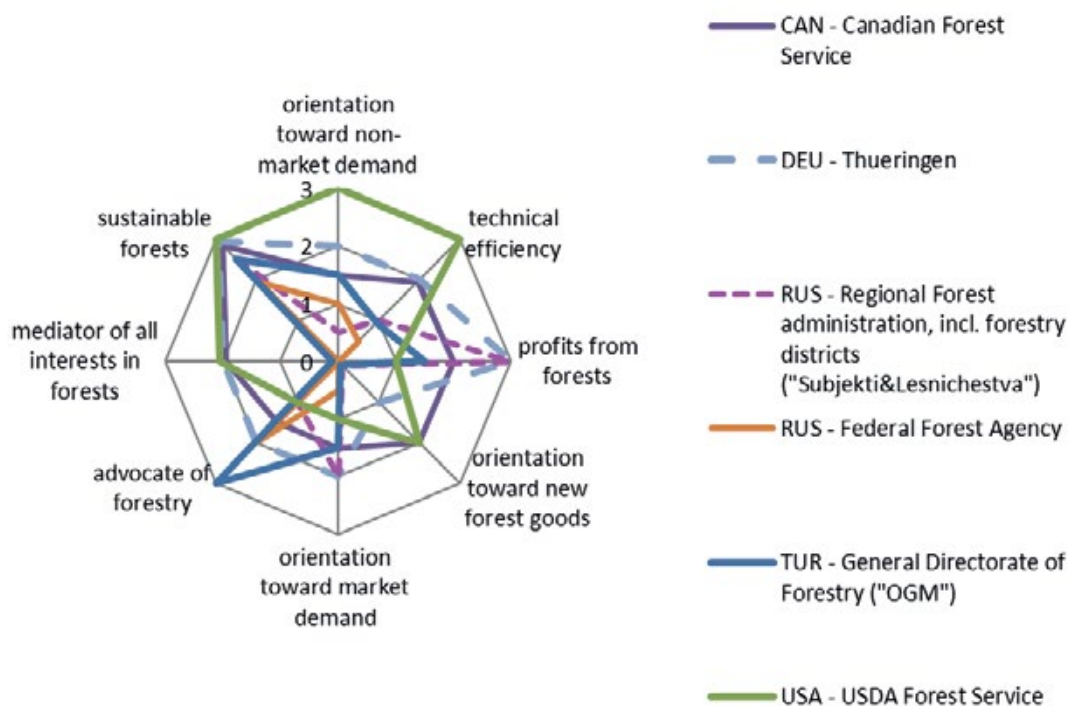 orientation
toward non-
market demand
technical
efficiency
profits from
forests
orientation
toward new
forest goods
orientation
toward market
demand
advocate of
forestry
mediator of all
interests in
forests
sustainable
forests
3
2
1
0
CAN - Canadian Forest
Service
DEU - Thueringen
RUS - Regional Forest
administration, incl. forestry
districts
("Subjekti&Lesnichestva")
RUS - Federal Forest Agency
TUR - General Directorate of
Forestry ("OGM")
USA - USDA Forest Service